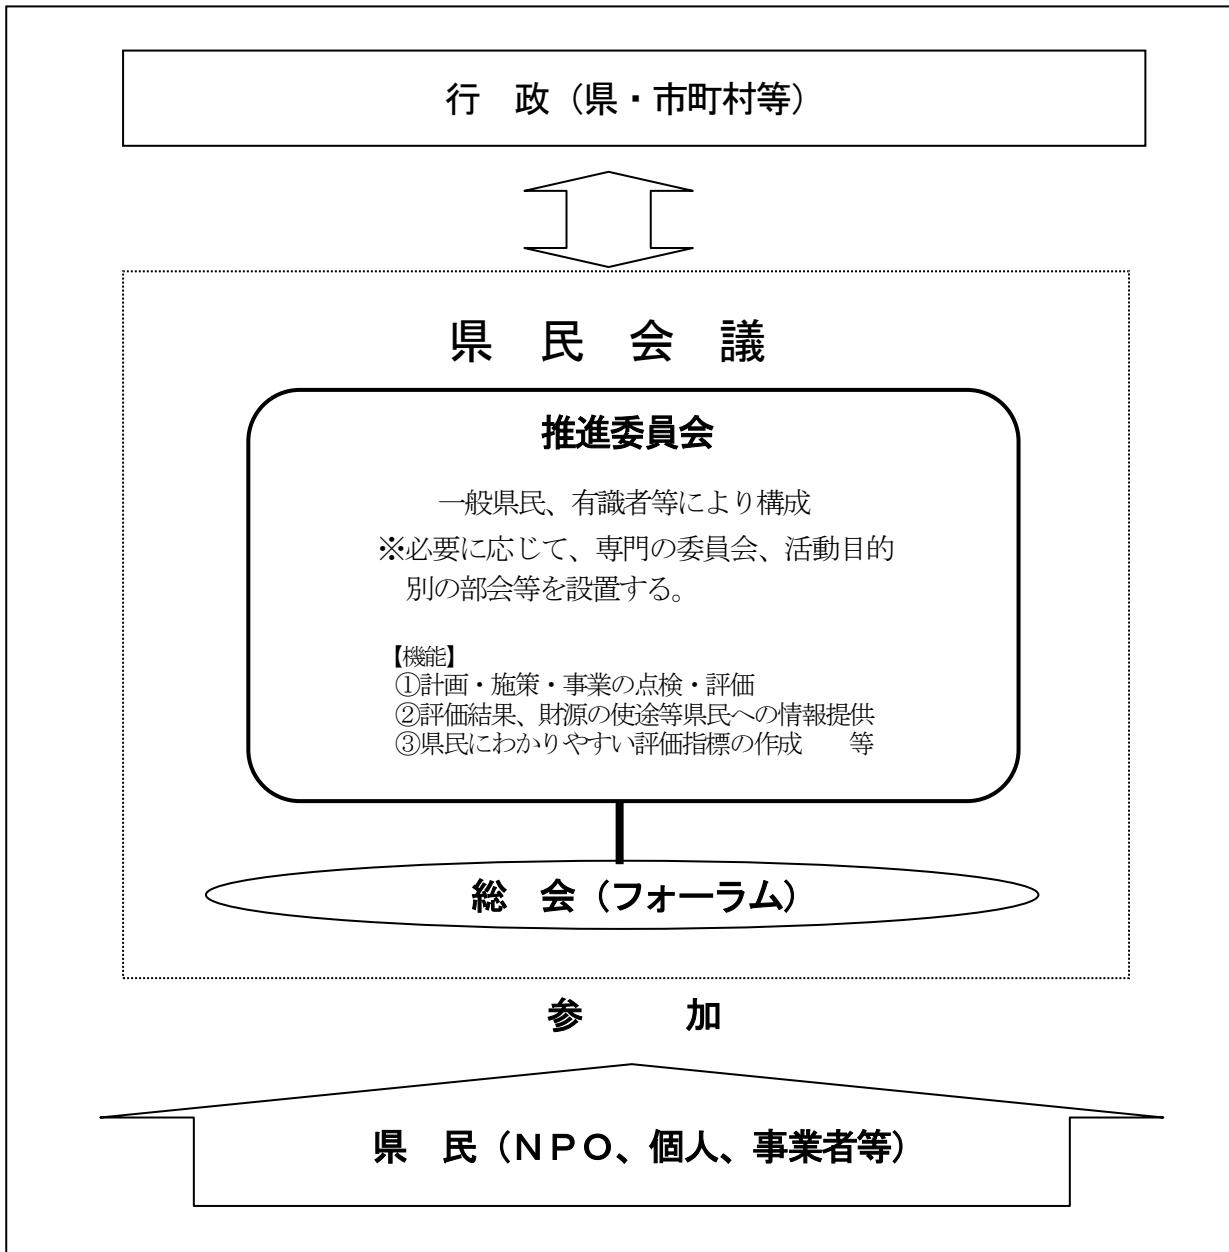 行　政（県・市町村等）
県　民　会　議
推進委員会
一般県民、有識者等により構成
※必要に応じて、専門の委員会、活動目的
別の部会等を設置する。
【機能】
①計画・施策・事業の点検・評価
②評価結果、財源の使途等県民への情報提供
③県民にわかりやすい評価指標の作成　　等
総　会（フォーラム）
参　　　加
県　民（ＮＰＯ、個人、事業者等）